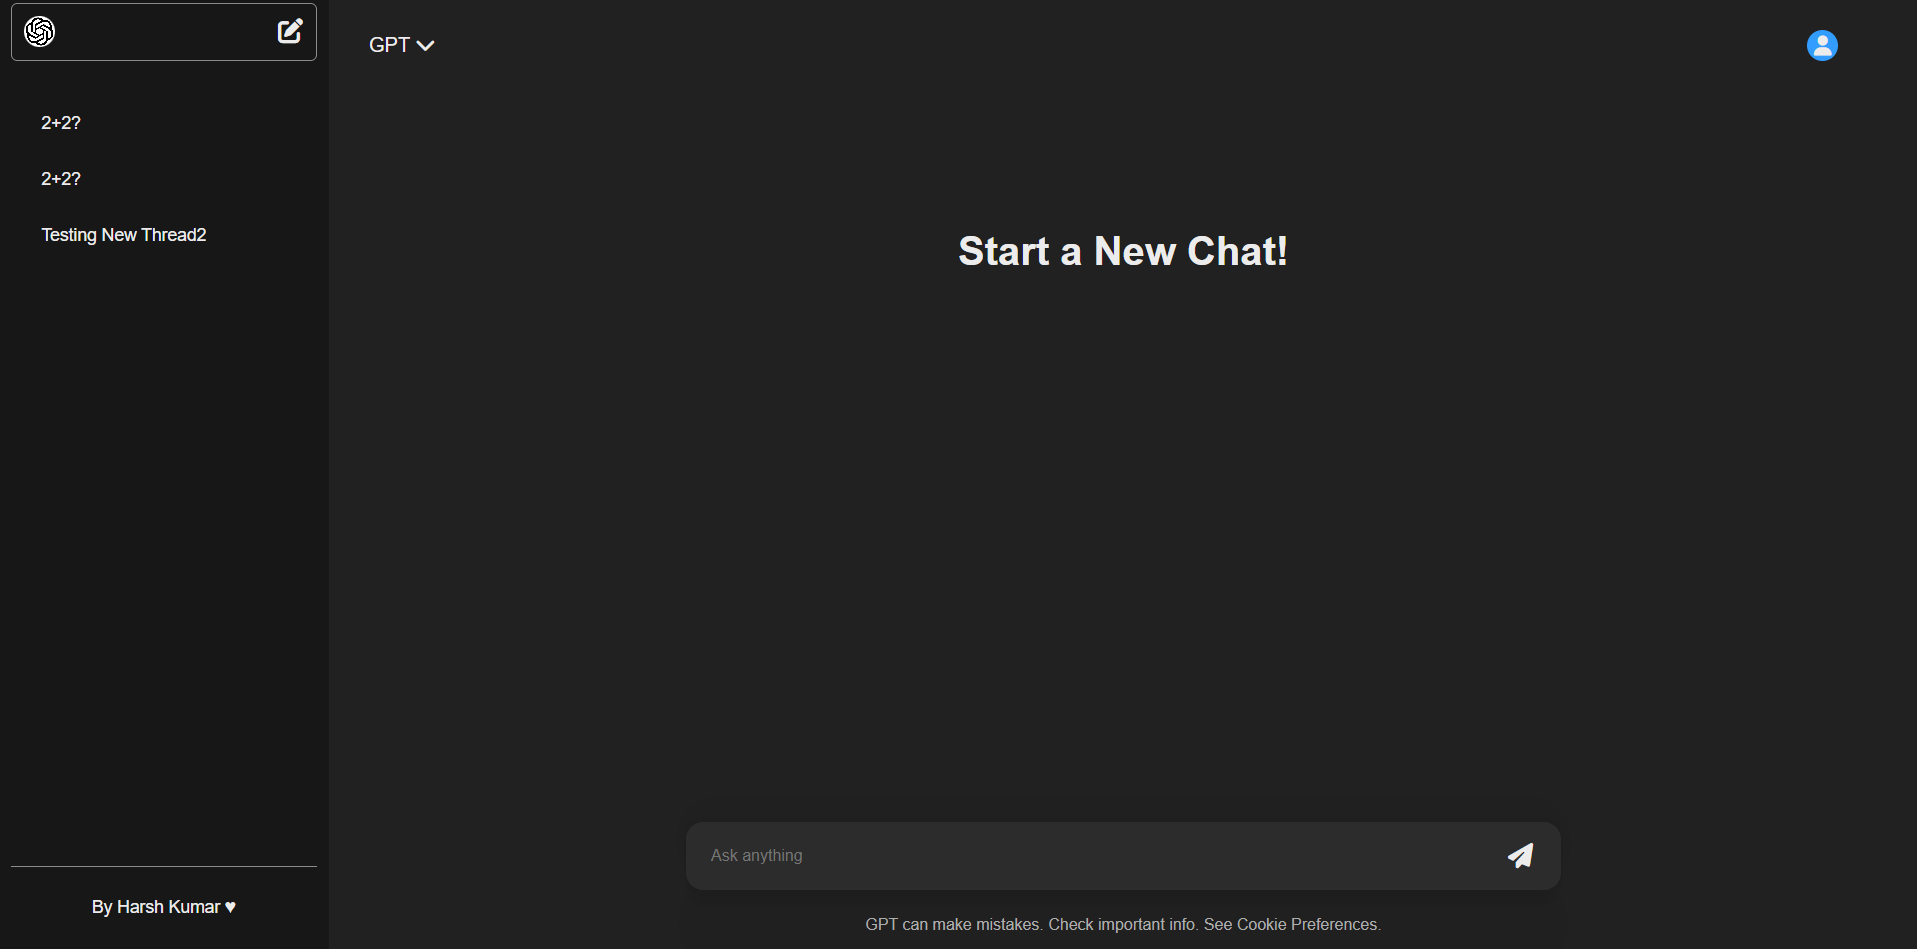 GPT
2+2?
2+2?
Testing New Thread2
Start a New Chat!
Ask anything
By Harsh Kumar ♥
GPT can make mistakes. Check important info. See Cookie Preferences.